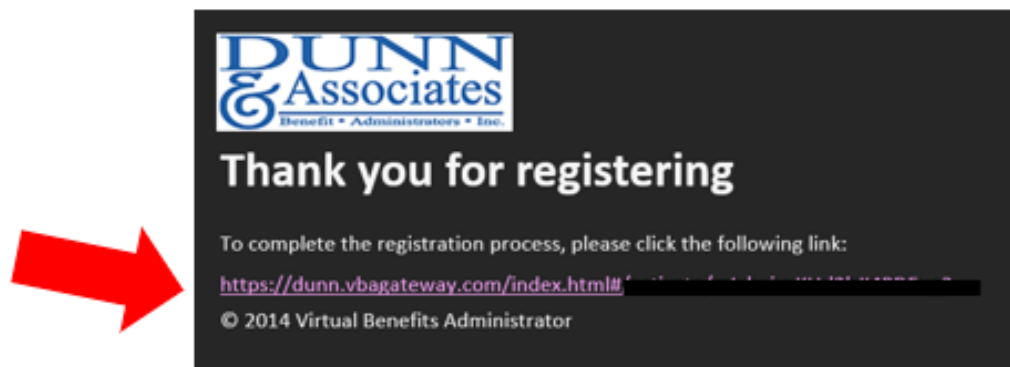 DUNN
& Associates
Benefit • Administrators • Inc.
Thank you for registering
To complete the registration process, please click the following link:
https://dunn.vbagateway.com/index.html#
© 2014 Virtual Benefits Administrator